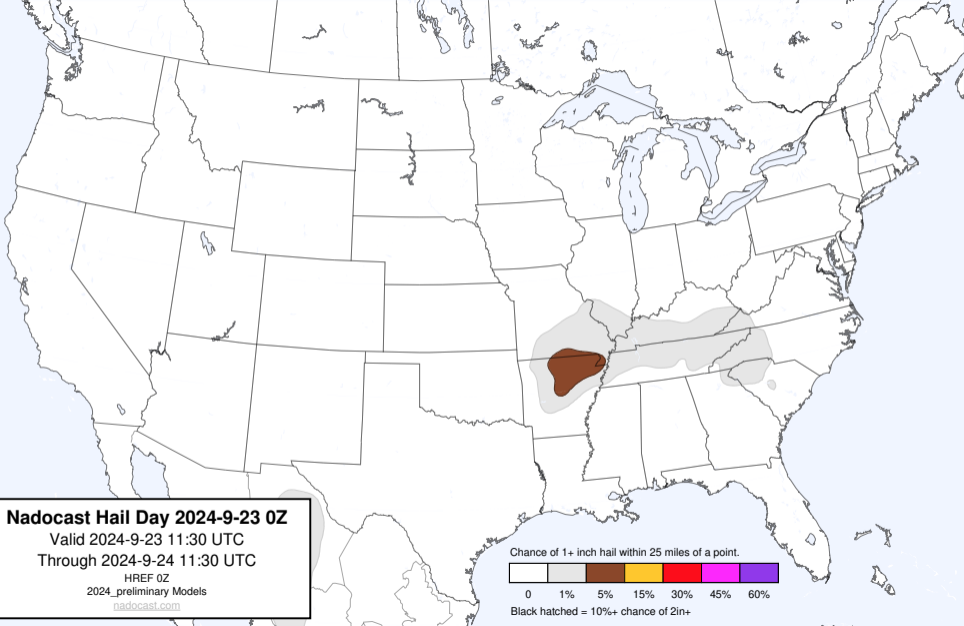 Nadocast Hail Day 2024-9-23 0Z
Valid 2024-9-23 11:30 UTC
Through 2024-9-24 11:30 UTC
HREF 0Z
2024_preliminary Models
nadocast.com
Chance of 1+ inch hail within 25 miles of a point.
0 1% 5% 15% 30% 45% 60%
Black hatched = 10%+ chance of 2in+